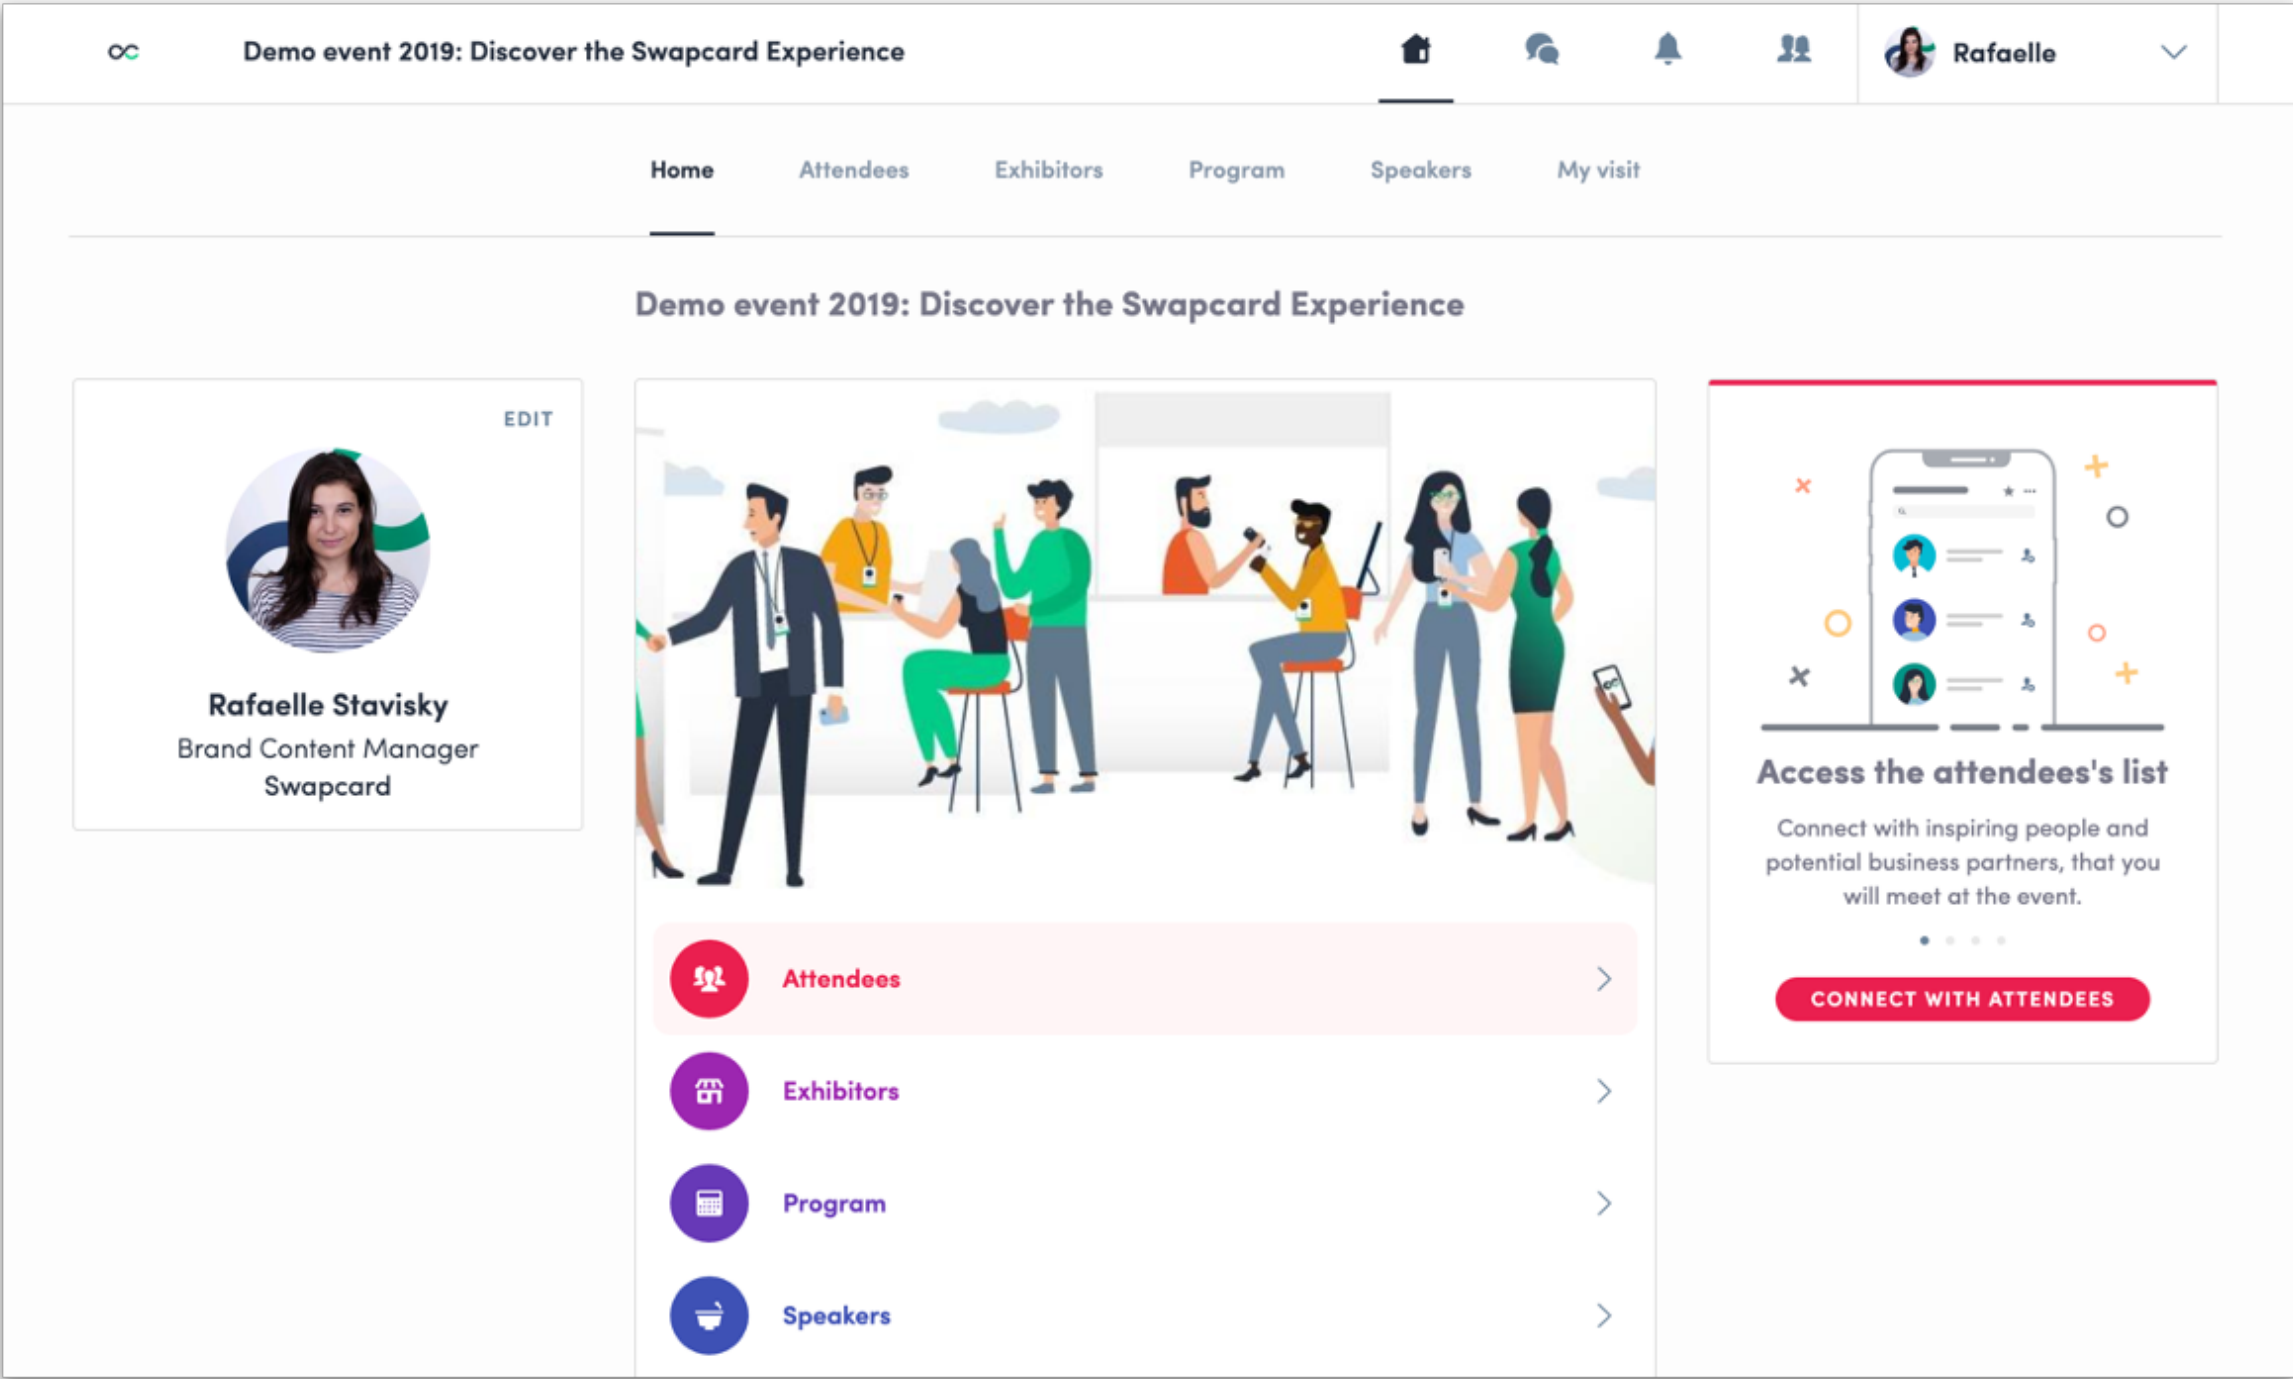 Demo event 2019: Discover the Swapcard Experience
Rafaelle
Home
Attendees
Exhibitors
Program
Speakers
My visit
Demo event 2019: Discover the Swapcard Experience
EDIT
Rafaelle Stavisky
Brand Content Manager
Swapcard
Attendees
Exhibitors
Program
Speakers
Access the attendees's list
Connect with inspiring people and
potential business partners, that you
will meet at the event.
CONNECT WITH ATTENDEES